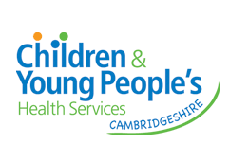 Children &
Young People's
Health Services
CAMBRIDGESHIRE